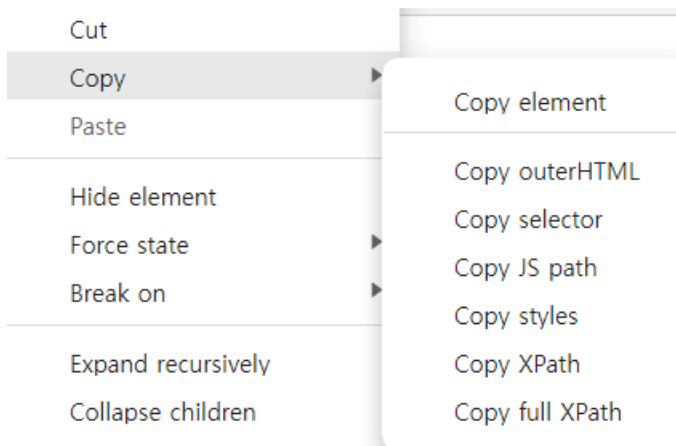 Cut
Copy
Paste
Hide element
Force state
Break on
Expand recursively
Collapse children
Copy element
Copy outerHTML
Copy selector
Copy JS path
Copy styles
Copy XPath
Copy full XPath